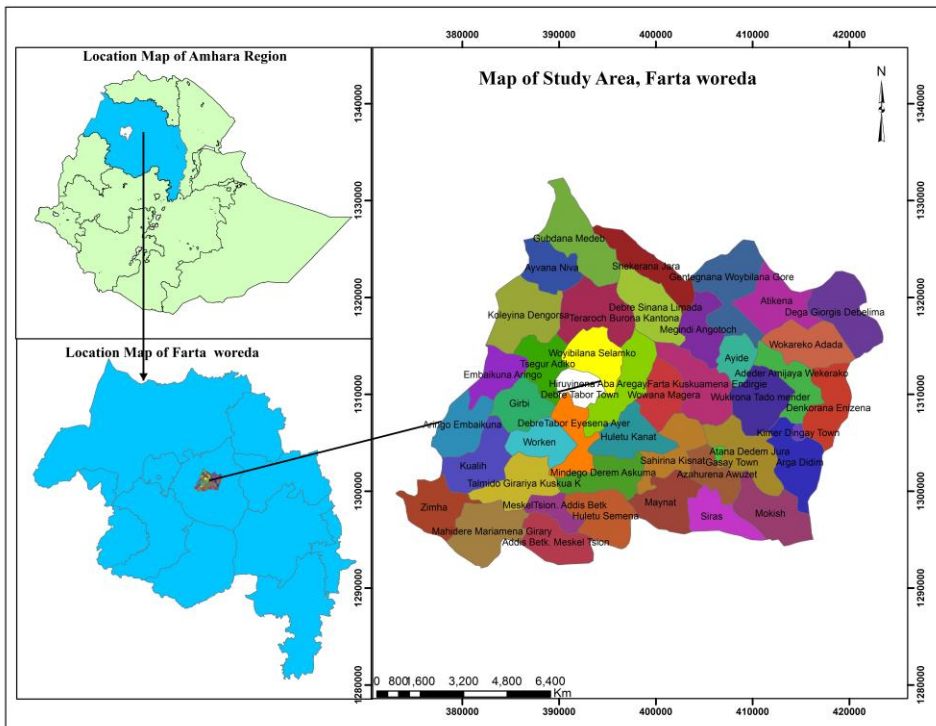 Location Map of Amhara Region
Location Map of Farta woreda
380000 390000 400000 410000 420000
Map of Study Area, Farta woreda
N
1340000
1330000
1320000
1310000
1300000
1290000
1280000
Gubdana Medeb
Shekerana Jara
Ayvana Niva
Gentegnana Woybilana Gore
Atikena
Dega Giorgis Debelima
Debre Sinana Limada
Kcieyina Dengorsa
Teraroch Burona Kantona
Megindi Angotoch
Wokareko Adada
Woyibilana Selamko
Tsegur Adiko
Ayide
Embaikuna Aringo
Adeder Amijaya Wekerako
Hiruyinena Aba Aregay
Farta Kuskuamena Endirgie
Debre Tabor Town
Wowana Magera
Wukirona Tado mender
Girbi
Denkorana Enizena
Aringo Embaikuna
DebreTabor Eyesena Ayer
Kimer Dingay Town
Worken
Huletu Kanat
Atana Dedem Jura
Kualih
Sahirina Kisnat
Gasay Town
Arga Didim
Mindego Derem Askuma
Azahurena Awuzet
Taimido Girariya Kuskua K
Zimha
MeskelTsion. Addis Betk
Maynat
Huletu Semena
Siras
Mokish
Mahidere Mariamena Girary
Addis Betk. Meskel Tsion
0 800 1,600 3,200 4,800 6,400
Km
380000 390000 400000 410000 420000
1340000
1330000
1320000
1310000
1300000
1290000
1280000